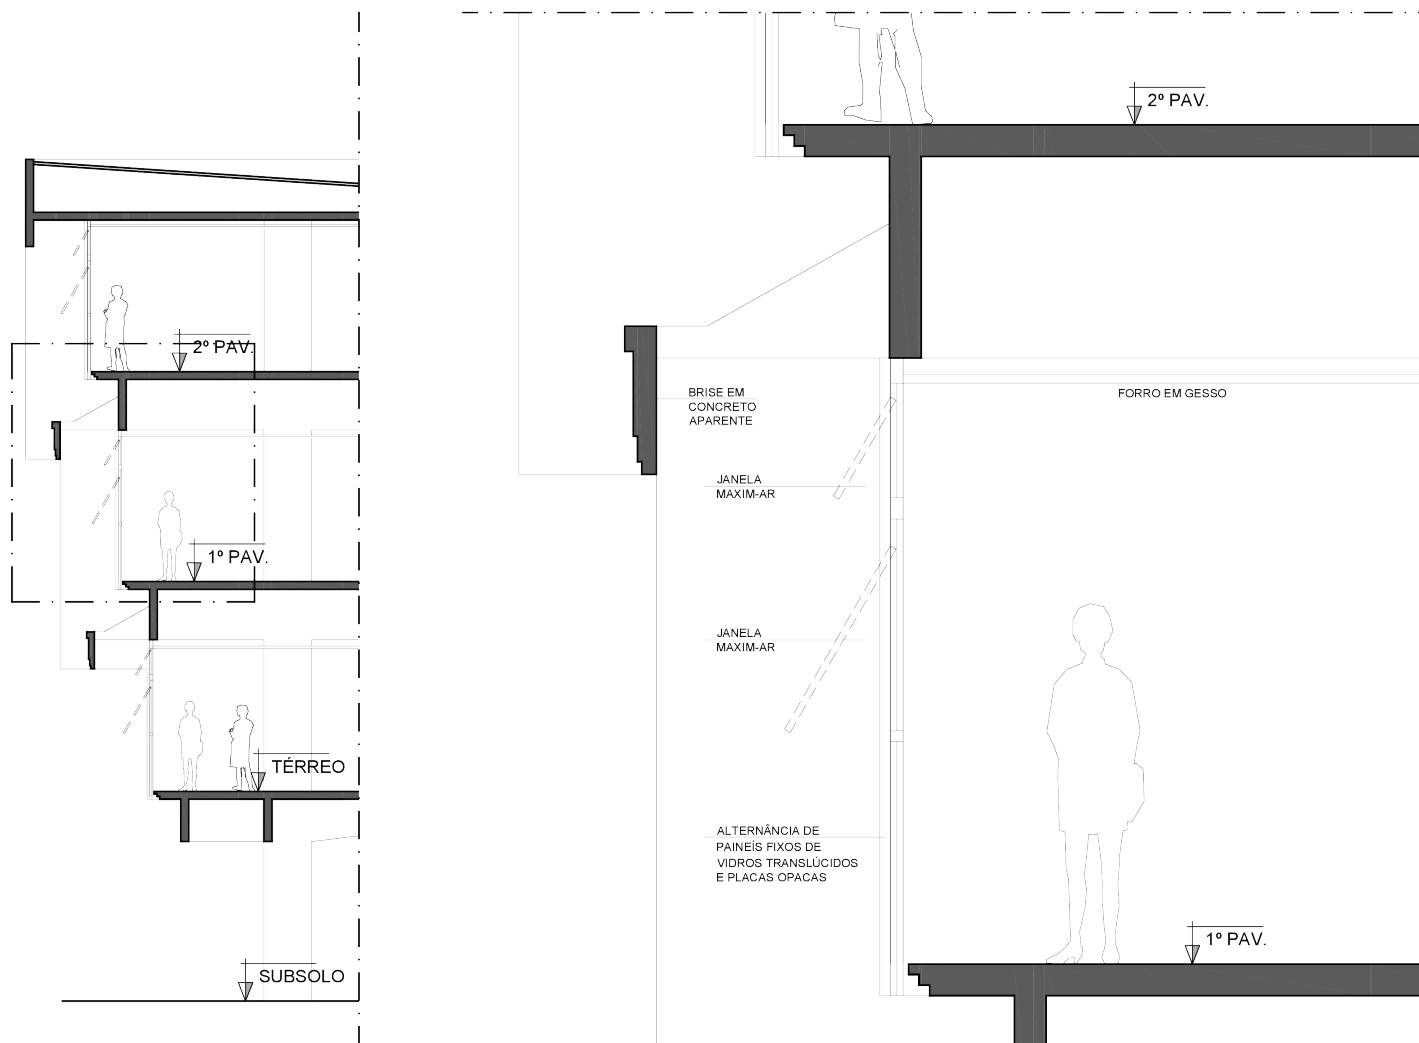 2º PAV.
1º PAV.
TÉRREO
SUBSOLO
2º PAV.
BRISE EM
CONCRETO
APARENTE
FORRO EM GESSO
JANELA
MAXIM-AR
JANELA
MAXIM-AR
ALTERNÂNCIA DE
PAINEÍS FIXOS DE
VIDROS TRANSLÚCIDOS
E PLACAS OPACAS
1º PAV.